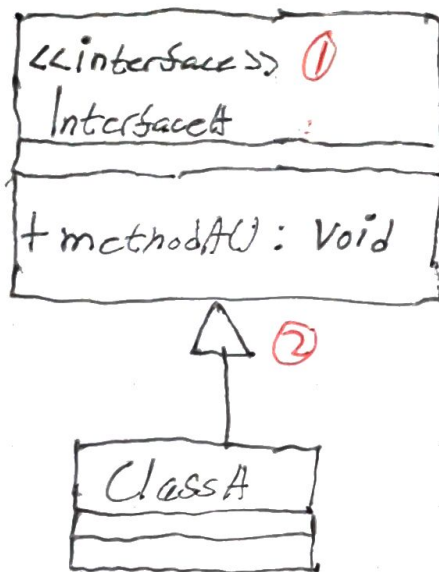 <<interface>> ①
InterfaceA
+ methodA() : Void
②
ClassA